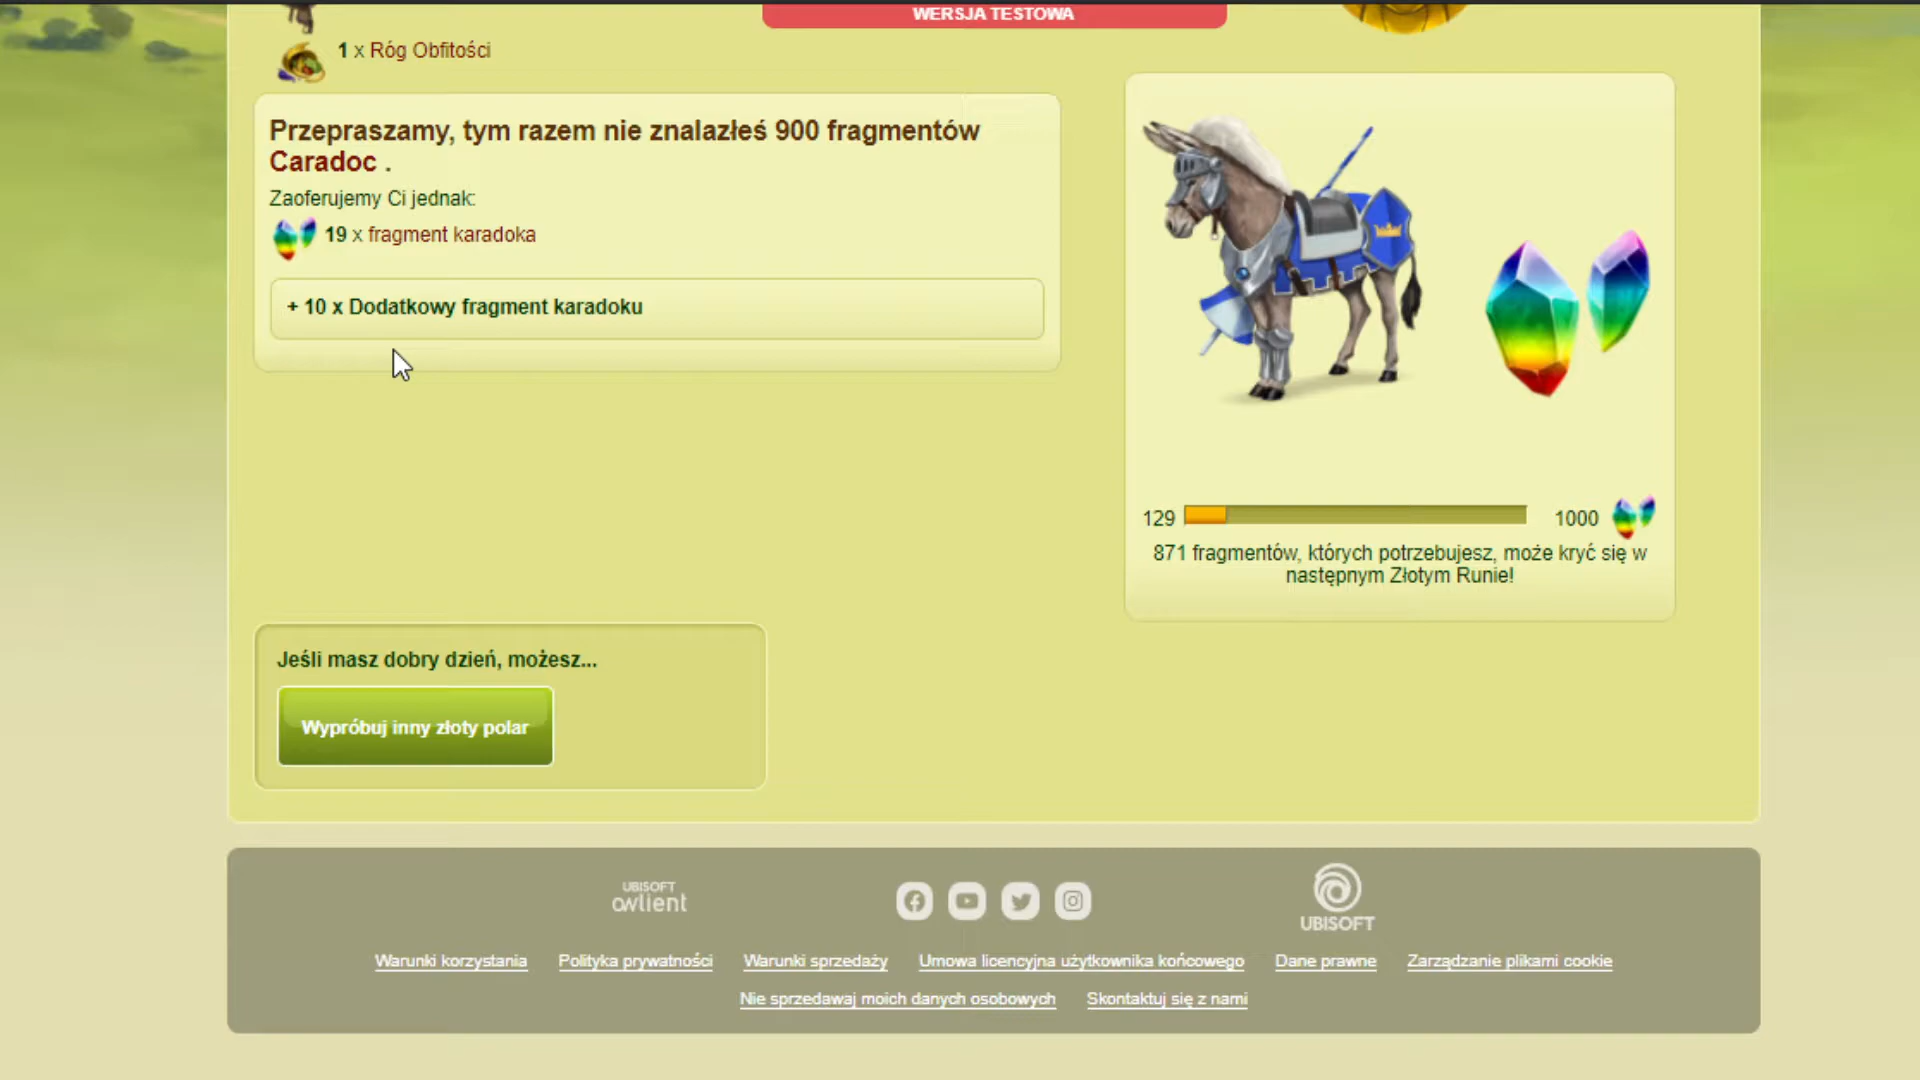 WERSJA TESTOWA
1 x Róg Obfitości
Przepraszamy, tym razem nie znalazłeś 900 fragmentów
Caradoc .
Zaoferujemy Ci jednak:
19 x fragment karadoka
+ 10 x Dodatkowy fragment karadoku
129
1000
871 fragmentów, których potrzebujesz, może kryć się w
następnym Złotym Runie!
Jeśli masz dobry dzień, możesz...
Wypróbuj inny złoty polar
UBISOFT
owlient
UBISOFT
Warunki korzystania
Polityka prywatności
Warunki sprzedaży
Umowa licencyjna użytkownika końcowego
Dane prawne
Zarządzanie plikami cookie
Nie sprzedawaj moich danych osobowych
Skontaktuj się z nami